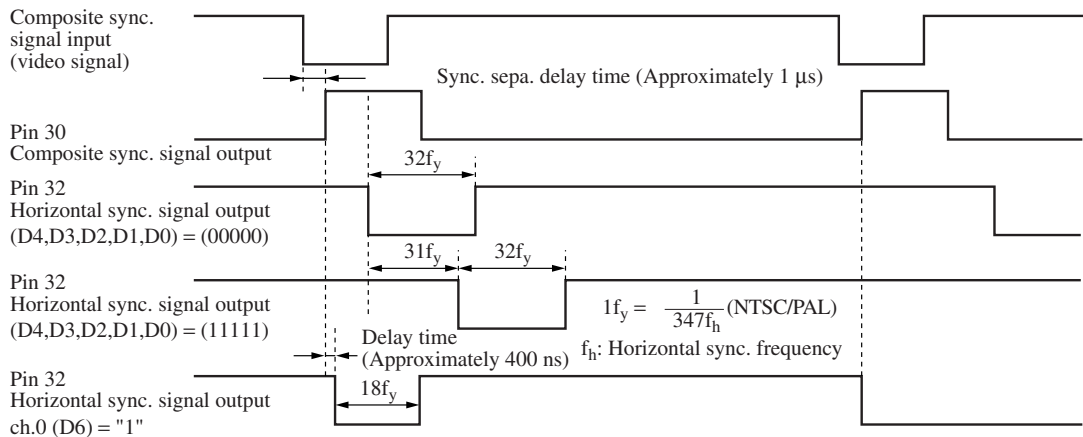 Composite sync.
signal input
(video signal)
Sync. sepa. delay time (Approximately 1 μs)
Pin 30
Composite sync. signal output
32fy
Pin 32
Horizontal sync. signal output
(D4,D3,D2,D1,D0) = (00000)
31fy
32fy
Pin 32
Horizontal sync. signal output
(D4,D3,D2,D1,D0) = (11111)
1fy = 1/347fh (NTSC/PAL)
fh: Horizontal sync. frequency
Delay time
(Approximately 400 ns)
Pin 32
Horizontal sync. signal output
ch.0 (D6) = "1"
18fy